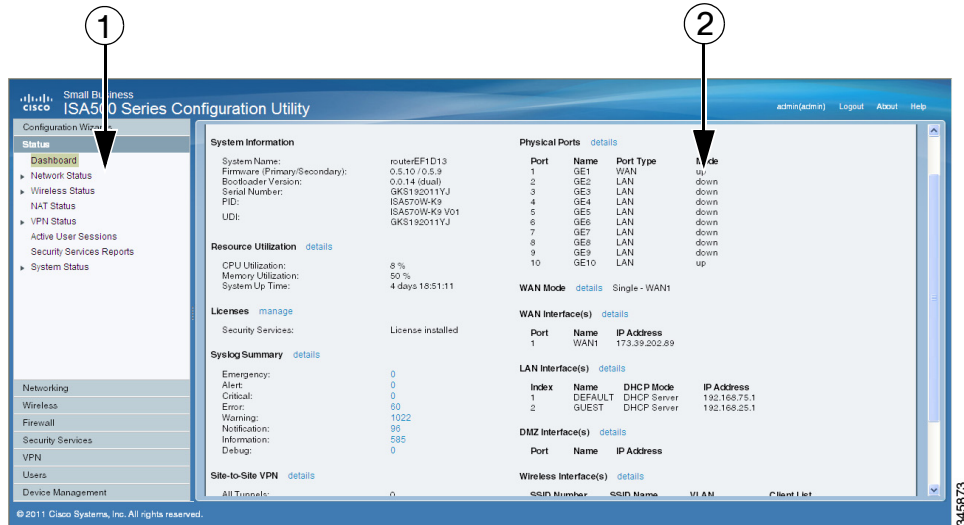 1
2
Small Business
CISCO ISA500 Series Configuration Utility
admin(admin) Logout About Help
Configuration Wizards
Status
Dashboard
Network Status
Wireless Status
NAT Status
VPN Status
Active User Sessions
Security Services Reports
System Status
Networking
Wireless
Firewall
Security Services
VPN
Users
Device Management
System Information
System Name: routerEF1D13
Firmware (Primary/Secondary): 0.5.10 / 0.5.9
Bootloader Version: 0.0.14 (dual)
Serial Number: GKS192011YJ
PID: ISA570W-K9
UDI: ISA570W-K9 V01
GKS192011YJ
Resource Utilization details
CPU Utilization: 8 %
Memory Utilization: 50 %
System Up Time: 4 days 18:51:11
Licenses manage
Security Services: License installed
Syslog Summary details
Emergency: 0
Alert: 0
Critical: 0
Error: 60
Warning: 1022
Notification: 96
Information: 585
Debug: 0
Site-to-Site VPN details
All Tunnels: 0
Physical Ports details
Port Name Port Type Mode
1 GE1 WAN up
2 GE2 LAN down
3 GE3 LAN down
4 GE4 LAN down
5 GE5 LAN down
6 GE6 LAN down
7 GE7 LAN down
8 GE8 LAN down
9 GE9 LAN down
10 GE10 LAN up
WAN Mode details Single - WAN1
WAN Interface(s) details
Port Name IP Address
1 WAN1 173.39.202.89
LAN Interface(s) details
Index Name DHCP Mode IP Address
1 DEFAULT DHCP Server 192.168.75.1
2 GUEST DHCP Server 192.168.25.1
DMZ Interface(s) details
Port Name IP Address
Wireless Interface(s) details
SSID Number SSID Name VLAN Client List
© 2011 Cisco Systems, Inc. All rights reserved.
345873